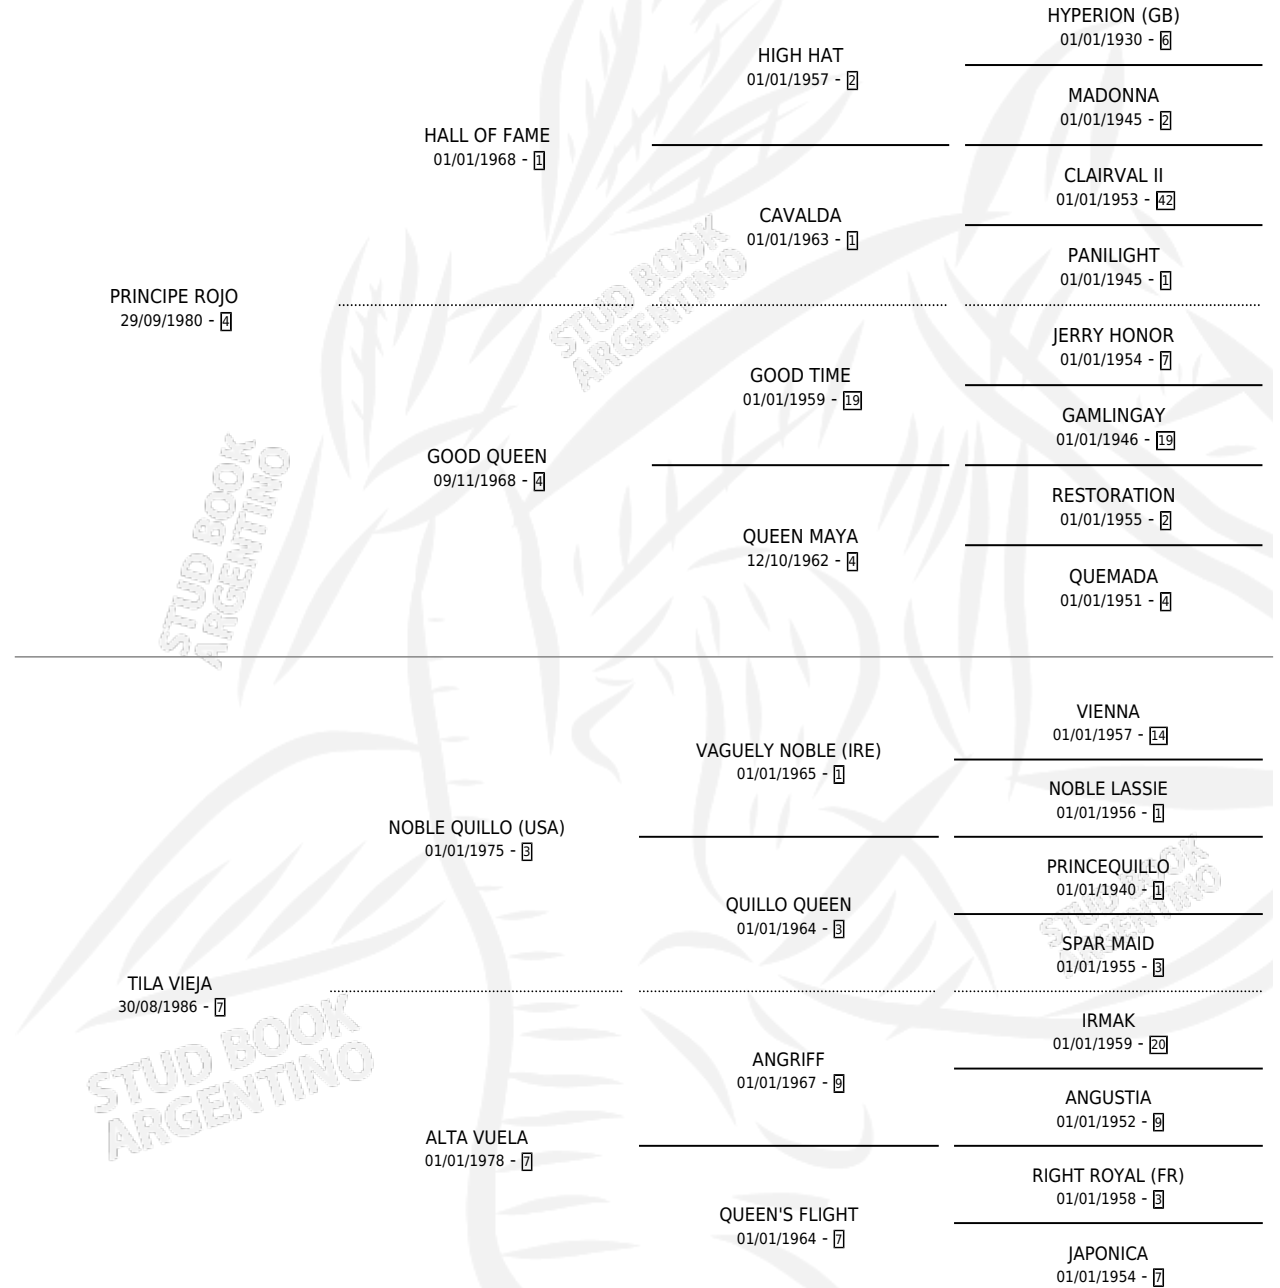 HYPERION (GB)
01/01/1930 - 6
HIGH HAT
01/01/1957 - 2
MADONNA
01/01/1945 - 2
HALL OF FAME
01/01/1968 - 1
CLAIRVAL II
01/01/1953 - 42
CAVALDA
01/01/1963 - 1
PANILIGHT
01/01/1945 - 1
PRINCIPE ROJO
29/09/1980 - 4
JERRY HONOR
01/01/1954 - 7
GOOD TIME
01/01/1959 - 19
GAMLINGAY
01/01/1946 - 19
GOOD QUEEN
09/11/1968 - 4
RESTORATION
01/01/1955 - 2
QUEEN MAYA
12/10/1962 - 4
QUEMADA
01/01/1951 - 4
VIENNA
01/01/1957 - 14
VAGUELY NOBLE (IRE)
01/01/1965 - 1
NOBLE LASSIE
01/01/1956 - 1
NOBLE QUILLO (USA)
01/01/1975 - 3
PRINCEQUILLO
01/01/1940 - 1
QUILLO QUEEN
01/01/1964 - 3
SPAR MAID
01/01/1955 - 3
TILA VIEJA
30/08/1986 - 7
IRMAK
01/01/1959 - 20
ANGRIFF
01/01/1967 - 9
ANGUSTIA
01/01/1952 - 9
ALTA VUELA
01/01/1978 - 7
RIGHT ROYAL (FR)
01/01/1958 - 3
QUEEN'S FLIGHT
01/01/1964 - 7
JAPONICA
01/01/1954 - 7
STUD BOOK
ARGENTINO
STUD BOOK
ARGENTINO
STUD BOOK
ARGENTINO
STUD BOOK
ARGENTINO